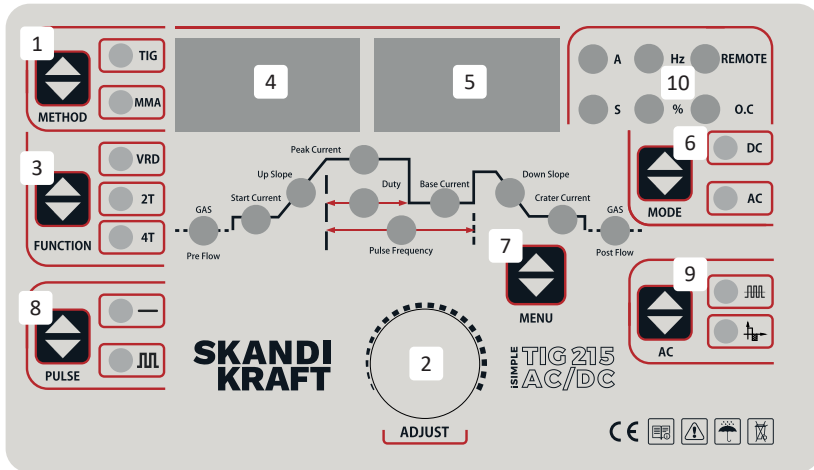 1
METHOD
TIG
MMA
3
FUNCTION
VRD
2T
4T
8
PULSE
4
5
A
Hz
REMOTE
10
S
%
O.C
6
MODE
DC
AC
GAS
Pre Flow
Start Current
Up Slope
Peak Current
Duty
Base Current
Pulse Frequency
Down Slope
Crater Current
GAS
Post Flow
7
MENU
9
AC
SKANDI
KRAFT
2
ADJUST
iSIMPLE
TIG 215
AC/DC
CE